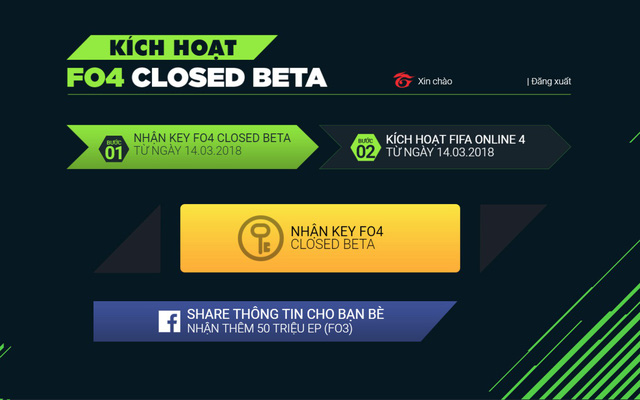 KÍCH HOẠT
FO4 CLOSED BETA
Xin chào | Đăng xuất
BƯỚC 01
NHẬN KEY FO4 CLOSED BETA
TỪ NGÀY 14.03.2018
BƯỚC 02
KÍCH HOẠT FIFA ONLINE 4
TỪ NGÀY 14.03.2018
NHẬN KEY FO4
CLOSED BETA
SHARE THÔNG TIN CHO BẠN BÈ
NHẬN THÊM 50 TRIỆU EP (FO3)